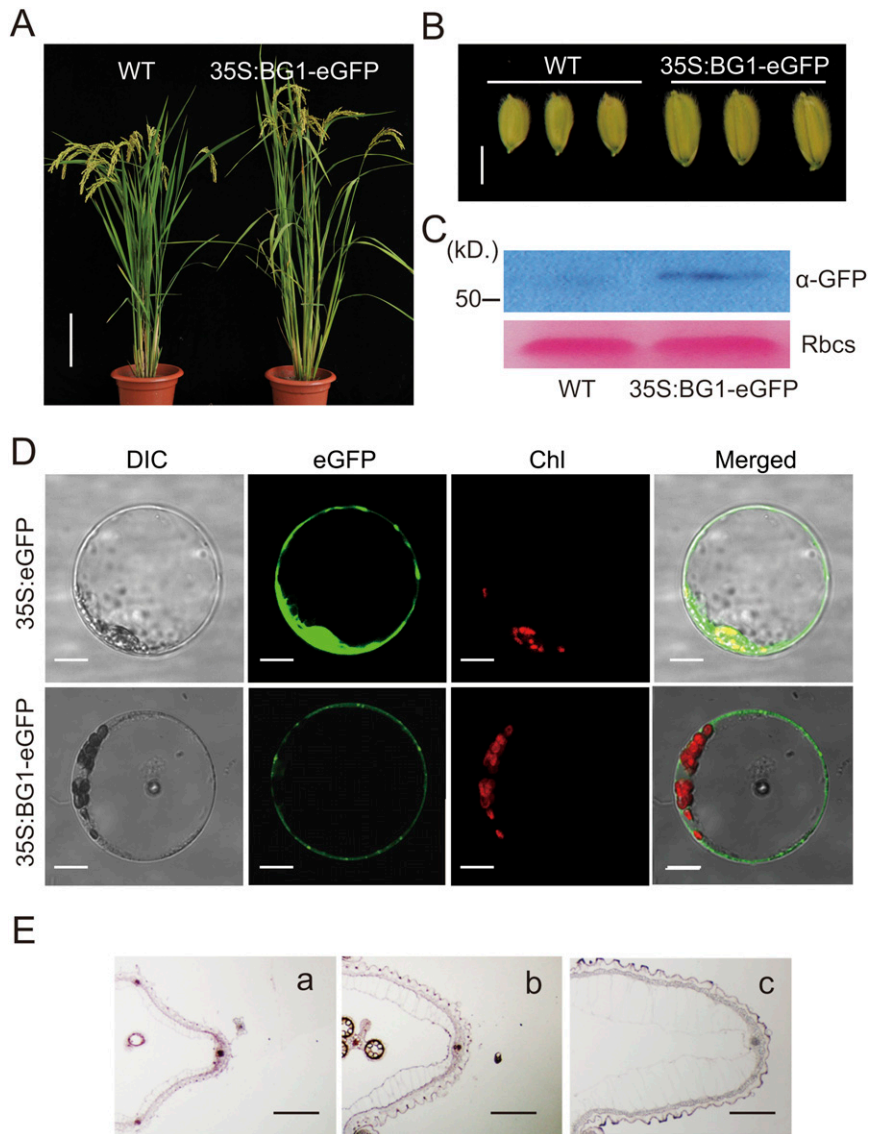 A
WT 35S:BG1-eGFP
B
WT 35S:BG1-eGFP
C
(kD.)
50
α-GFP
Rbcs
WT 35S:BG1-eGFP
D
DIC eGFP Chl Merged
35S:eGFP
35S:BG1-eGFP
E
a b c